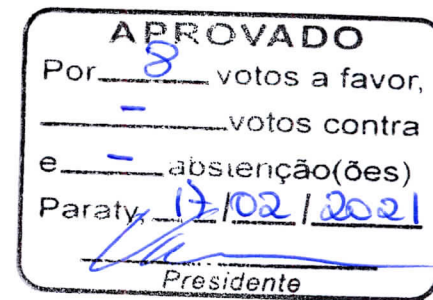 APROVADO
Por 8 votos a favor,
- votos contra
e - abstenção(ões)
Paraty, 17/02/2021
Presidente